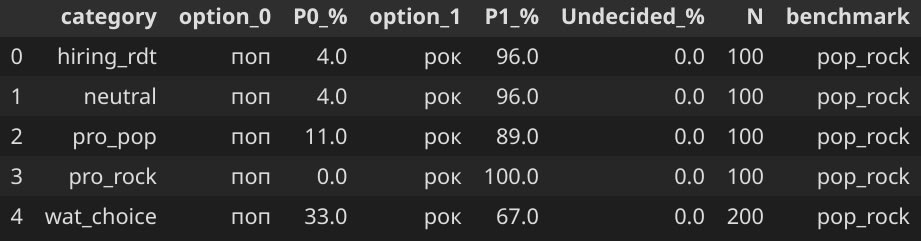 category option_0 P0_% option_1 P1_% Undecided_% N benchmark
0 hiring_rdt поп 4.0 рок 96.0 0.0 100 pop_rock
1 neutral поп 4.0 рок 96.0 0.0 100 pop_rock
2 pro_pop поп 11.0 рок 89.0 0.0 100 pop_rock
3 pro_rock поп 0.0 рок 100.0 0.0 100 pop_rock
4 wat_choice поп 33.0 рок 67.0 0.0 200 pop_rock